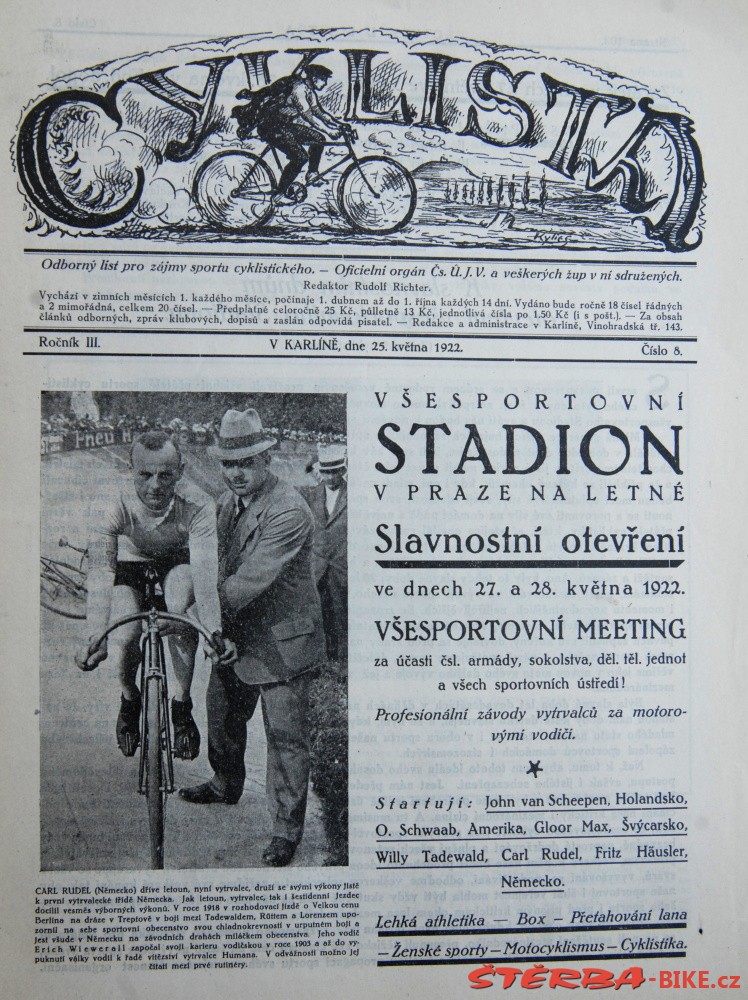 CYKLISTA
Kylies
Odborný list pro zájmy sportu cyklistického. — Oficielní orgán Čs. Ú. J. V. a veškerých žup v ní sdružených.
Redaktor Rudolf Richter.
Vychází v zimních měsících 1. každého měsíce, počínaje 1. dubnem až do 1. října každých 14 dní. Vydáno bude ročně 18 čísel řádných
a 2 mimořádná, celkem 20 čísel. — Předplatné celoročně 25 Kč, půlletně 13 Kč, jednotlivá čísla po 1.50 Kč (i s pošt.). — Za obsah
článků odborných, zpráv klubových, dopisů a zaslán odpovídá pisatel. — Redakce a administrace v Karlíně, Vinohradská tř. 143.
Ročník III.
V KARLÍNĚ, dne 25. května 1922.
Číslo 8.
Pneu
VŠESPORTOVNÍ
STADION
V PRAZE NA LETNÉ
Slavnostní otevření
ve dnech 27. a 28. května 1922.
VŠESPORTOVNÍ MEETING
za účasti čsl. armády, sokolstva, děl. těl. jednot
a všech sportovních ústředí!
Profesionální závody vytrvalců za motoro-
vými vodiči.
Startují: John van Scheepen, Holandsko,
O. Schwaab, Amerika, Gloor Max, Švýcarsko,
Willy Tadewald, Carl Rudel, Fritz Häusler,
Německo.
Lehká athletika — Box — Přetahování lana
— Ženské sporty — Motocyklismus — Cyklistika.
CARL RUDEL (Německo) dříve letoun, nyní vytrvalec, druží se svými výkony jistě
k první vytrvalecké třídě Německa. Jak letoun, vytrvalec, tak i šestidenní Jezdec
docílil vesměs výborných výkonů. V roce 1918 v rozhodovací jízdě o Velkou cenu
Berlína na dráze v Treptově v boji mezi Tadewaldem, Rüttem a Lorenzem upo-
zornil na sebe sportovní obecenstvo svou chladnokrevností v urputném boji a
jest všude v Německu na závodních drahách miláčkem obecenstva. Jeho vodič
Erich Wiewerall započal svoji karieru vodičskou v roce 1903 a až do vy-
puknutí války vodil k řadě vítězství vytrvalce Humana. V odvážnosti možno jej
čítati mezi prvé rutinéry.
ŠTĚRBA-BIKE.cz